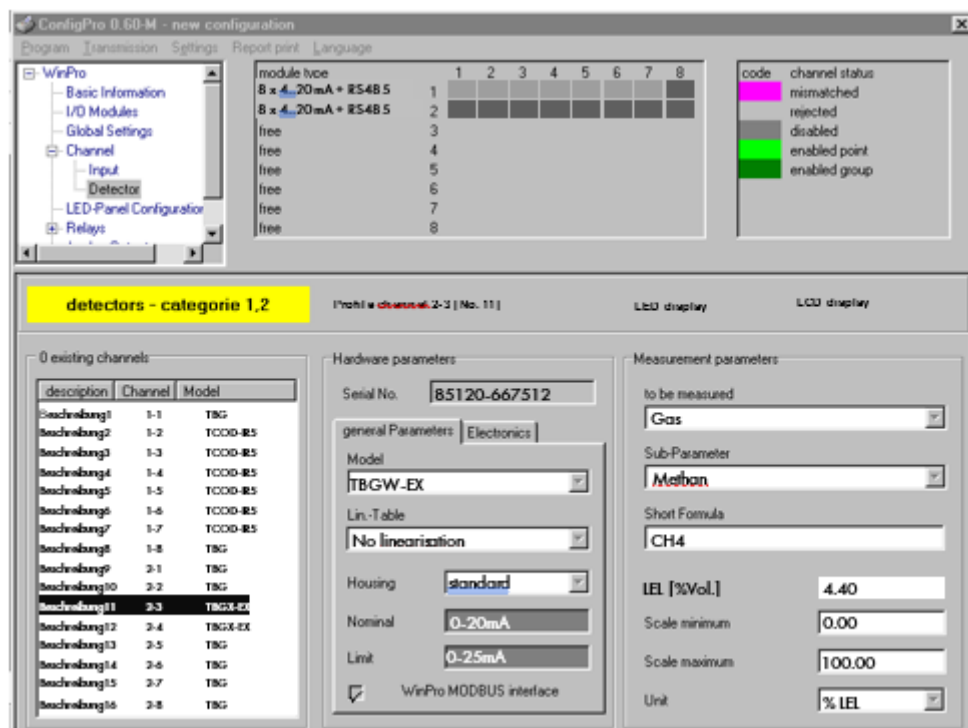 ConfigPro 0.60-M - new configuration
Program Transmission Settings Report print Language
WinPro
Basic Information
I/O Modules
Global Settings
Channel
Input
Detector
LED-Panel Configuration
Relays
module type 1 2 3 4 5 6 7 8
8 x 4...20mA + RS485 1
8 x 4...20mA + RS485 2
free 3
free 4
free 5
free 6
free 7
free 8
code channel status
mismatched
rejected
disabled
enabled point
enabled group
detectors - categorie 1,2
Profile channel 2-3 [No. 11]
LED display
LCD display
0 existing channels
description Channel Model
Beschreibung1 1-1 TBG
Beschreibung2 1-2 TCOD-IR5
Beschreibung3 1-3 TCOD-IR5
Beschreibung4 1-4 TCOD-IR5
Beschreibung5 1-5 TCOD-IR5
Beschreibung6 1-6 TCOD-IR5
Beschreibung7 1-7 TCOD-IR5
Beschreibung8 1-8 TBG
Beschreibung9 2-1 TBG
Beschreibung10 2-2 TBG
Beschreibung11 2-3 TBGX-EX
Beschreibung12 2-4 TBGX-EX
Beschreibung13 2-5 TBG
Beschreibung14 2-6 TBG
Beschreibung15 2-7 TBG
Beschreibung16 2-8 TBG
Hardware parameters
Serial No. 85120-667512
general Parameters Electronics
Model
TBGW-EX
Lin.-Table
No linearisation
Housing standard
Nominal 0-20mA
Limit 0-25mA
WinPro MODBUS interface
Measurement parameters
to be measured
Gas
Sub-Parameter
Methan
Short Formula
CH4
LEL [%Vol.] 4.40
Scale minimum 0.00
Scale maximum 100.00
Unit % LEL